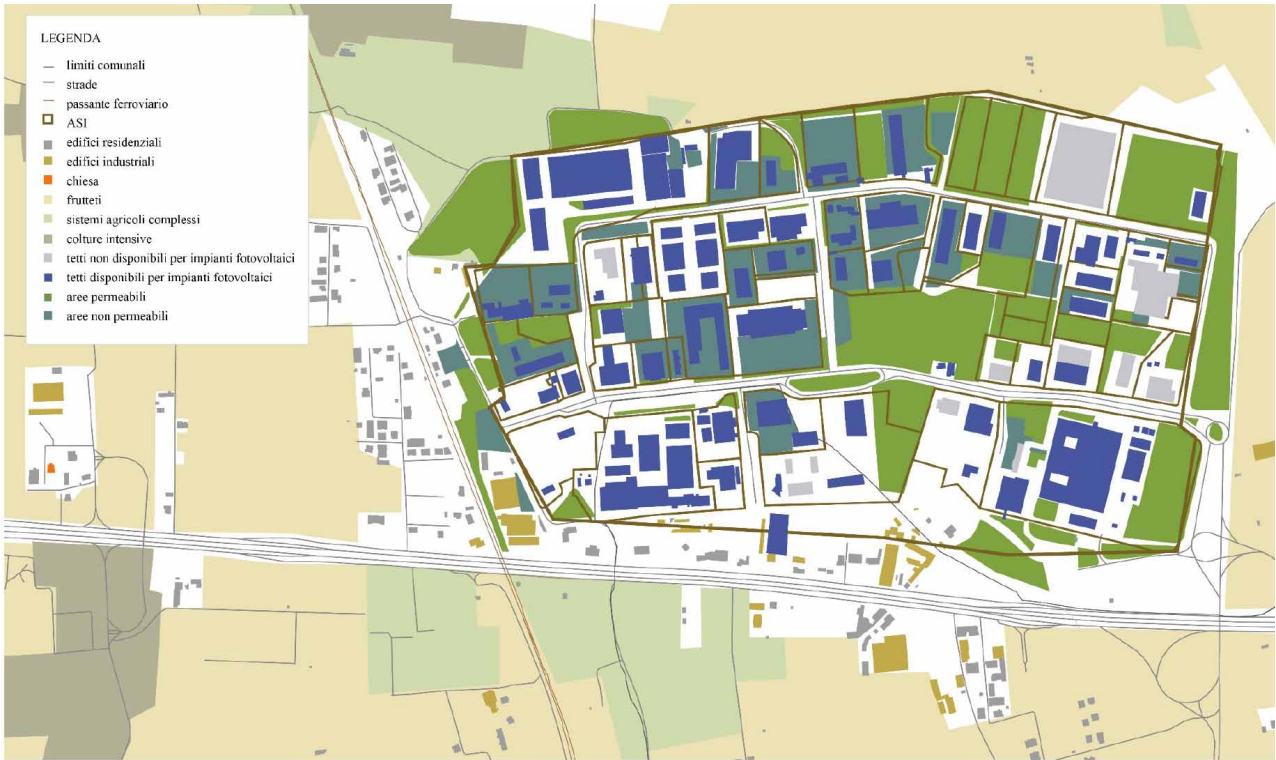 LEGENDA
limiti comunali
strade
passante ferroviario
ASI
edifici residenziali
edifici industriali
chiesa
frutteti
sistemi agricoli complessi
colture intensive
tetti non disponibili per impianti fotovoltaici
tetti disponibili per impianti fotovoltaici
aree permeabili
aree non permeabili